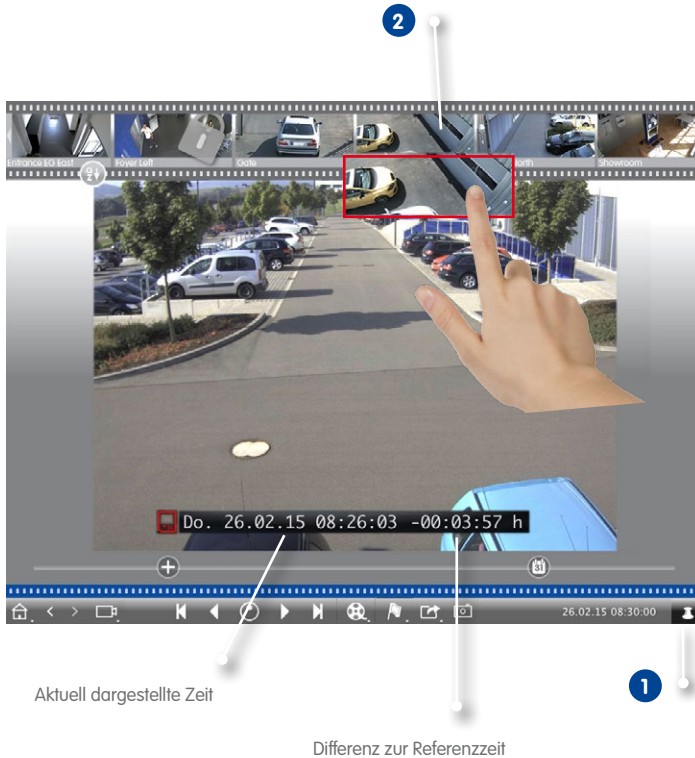 2
Entrance EG East
Foyer Left
Gate
orth
Showroom
Do. 26.02.15 08:26:03 -00:03:57 h
31
26.02.15 08:30:00
Aktuell dargestellte Zeit
1
Differenz zur Referenzzeit